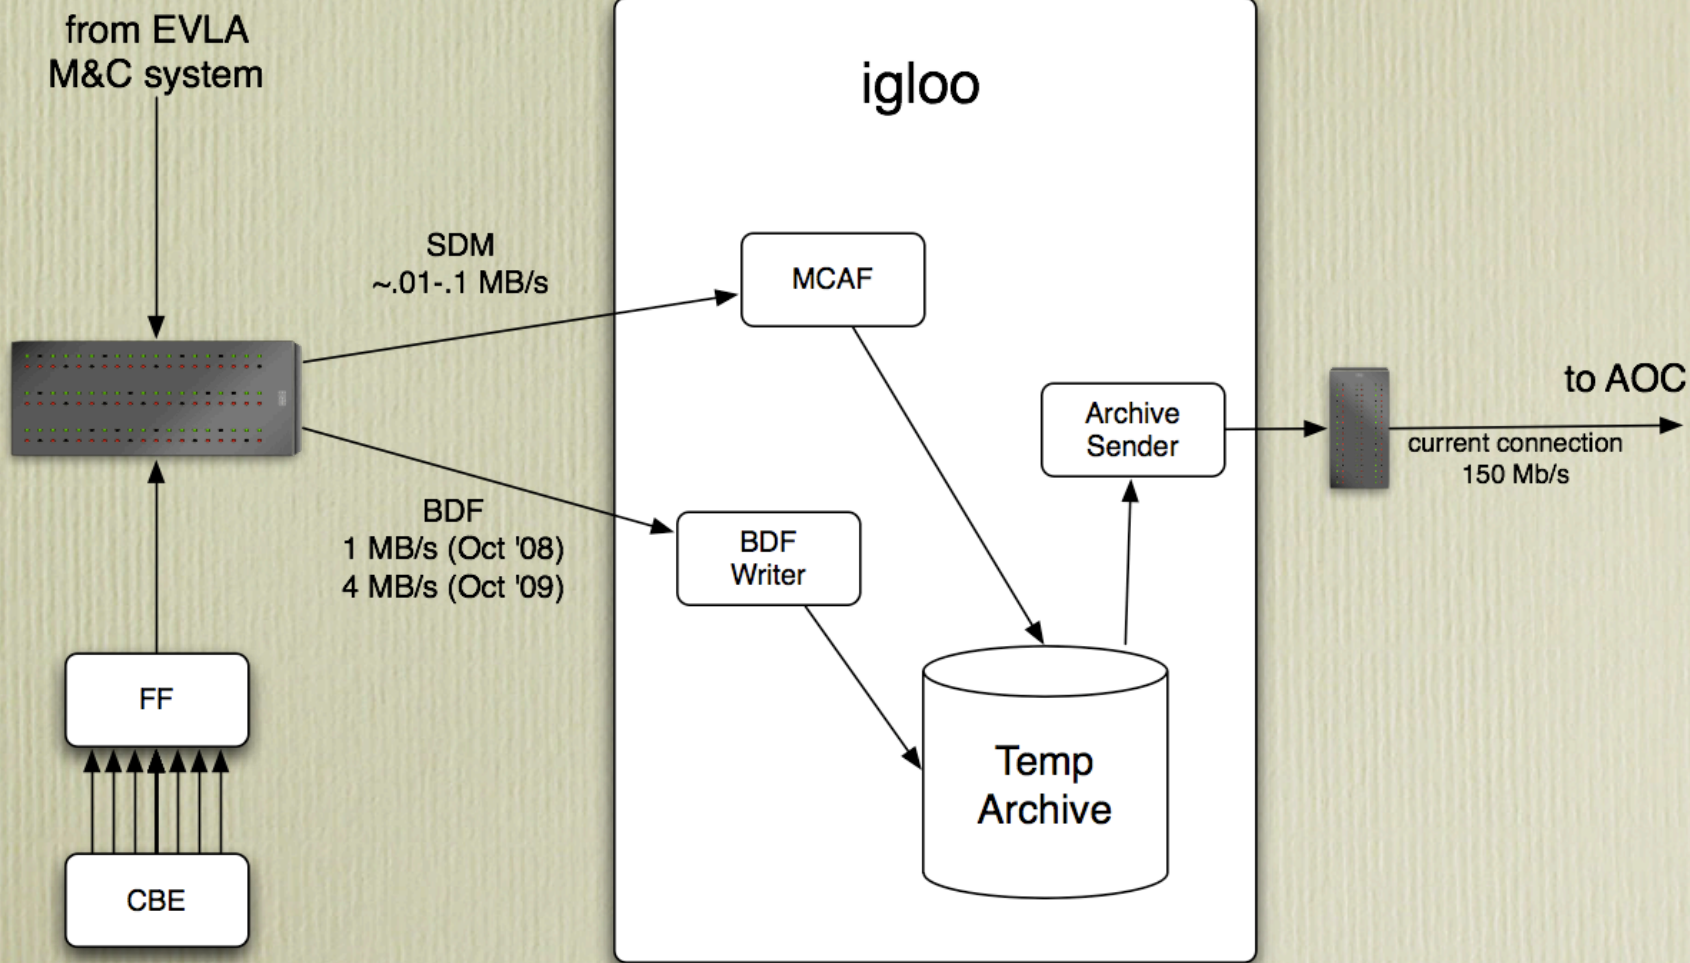 from EVLA
M&C system
igloo
SDM
~.01-.1 MB/s
MCAF
to AOC
Archive
Sender
current connection
150 Mb/s
BDF
1 MB/s (Oct '08)
4 MB/s (Oct '09)
BDF
Writer
FF
Temp
Archive
CBE